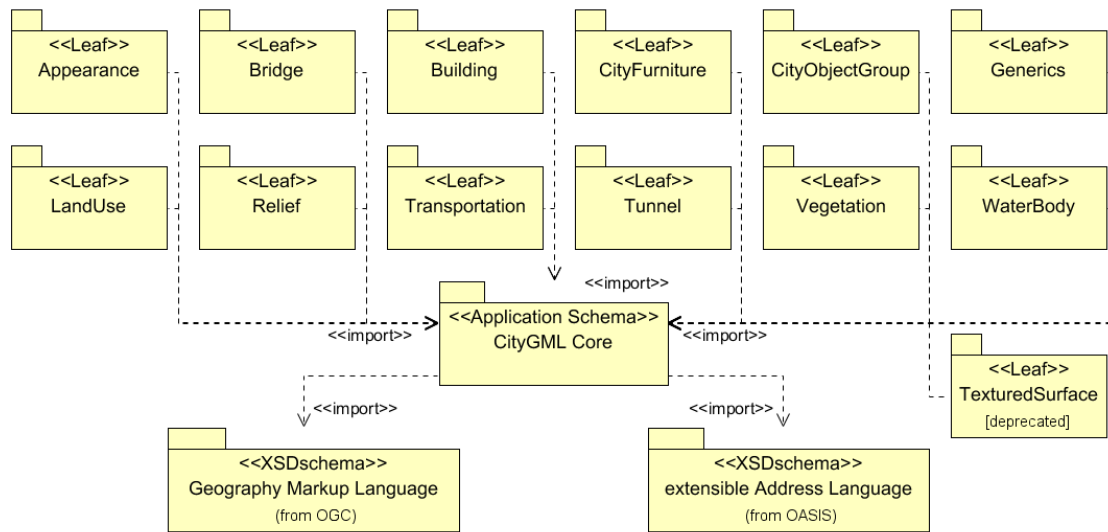 <<Leaf>>
Appearance
<<Leaf>>
Bridge
<<Leaf>>
Building
<<Leaf>>
CityFurniture
<<Leaf>>
CityObjectGroup
<<Leaf>>
Generics
<<Leaf>>
LandUse
<<Leaf>>
Relief
<<Leaf>>
Transportation
<<Leaf>>
Tunnel
<<Leaf>>
Vegetation
<<Leaf>>
WaterBody
<<import>>
<<import>>
<<Application Schema>>
CityGML Core
<<import>>
<<Leaf>>
TexturedSurface
[deprecated]
<<import>>
<<import>>
<<XSDschema>>
Geography Markup Language
(from OGC)
<<XSDschema>>
extensible Address Language
(from OASIS)